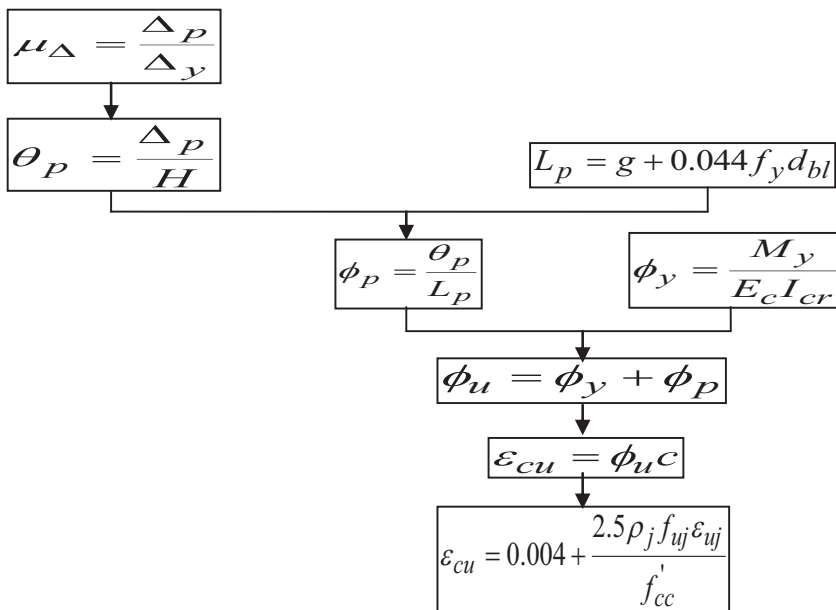 μ_Δ = Δ_p / Δ_y
θ_p = Δ_p / H
L_p = g + 0.044 f_y d_bl
ϕ_p = θ_p / L_p
ϕ_y = M_y / E_c I_cr
ϕ_u = ϕ_y + ϕ_p
ε_cu = ϕ_u c
ε_cu = 0.004 + 2.5 ρ_j f_uj ε_uj / f'_cc